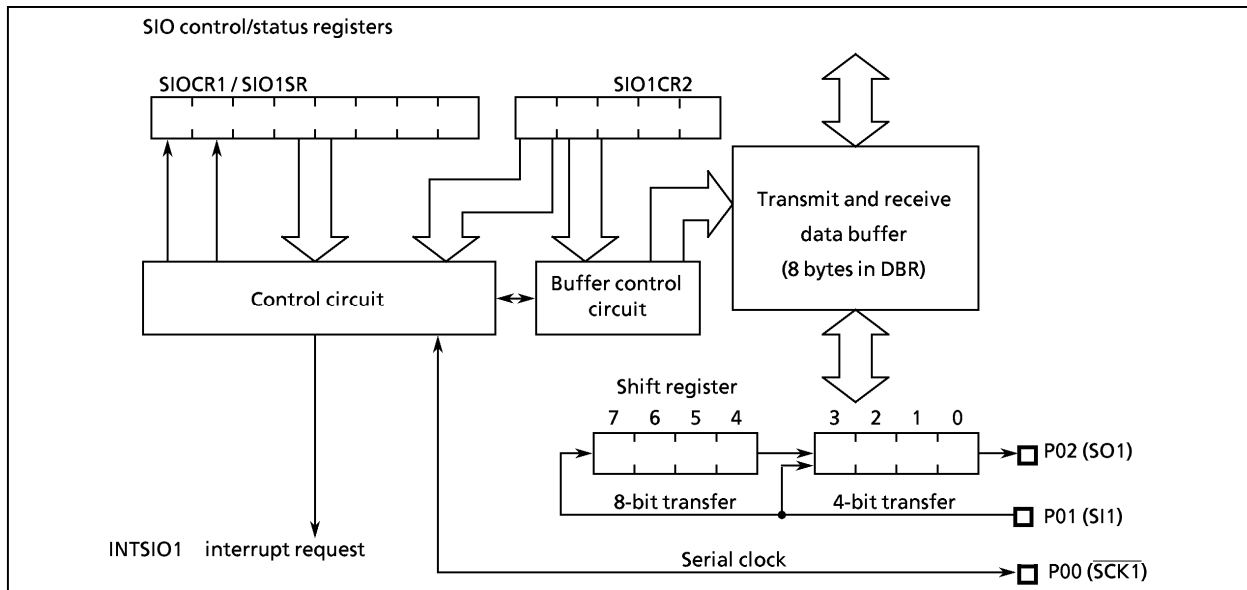 SIO control/status registers
SIOCR1 / SIO1SR
SIO1CR2
Transmit and receive
data buffer
(8 bytes in DBR)
Control circuit
Buffer control
circuit
Shift register
7 6 5 4 3 2 1 0
P02 (SO1)
8-bit transfer 4-bit transfer
P01 (SI1)
INTSIO1 interrupt request
Serial clock
P00 (S̅C̅K̅1̅)